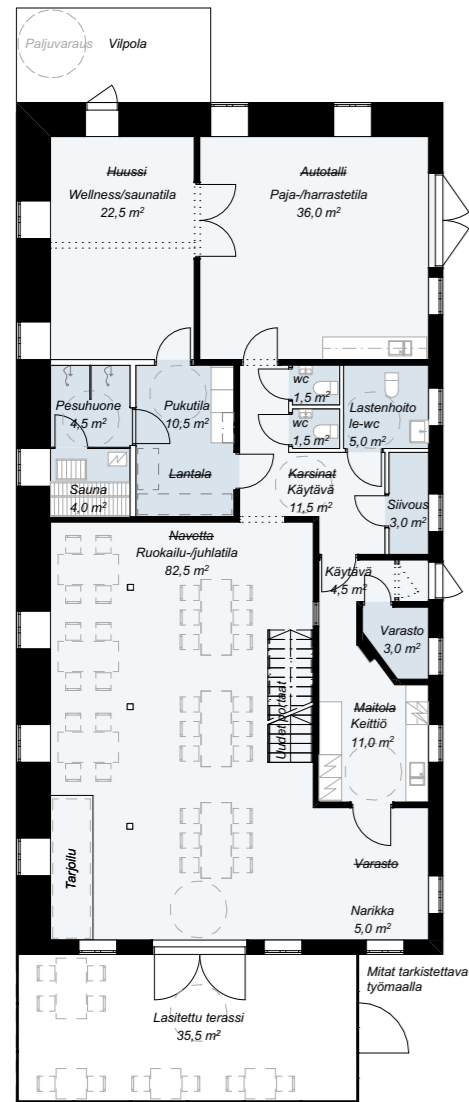 Paljuvaraus Vilpola
Huussi
Wellness/saunatila
22,5 m²
Autotalli
Paja-/harrastetila
36,0 m²
Pesuhuone
4,5 m²
Pukutila
10,5 m²
wc
1,5 m²
wc
1,5 m²
Lastenhoito
le-wc
5,0 m²
Lantala
Sauna
4,0 m²
Karsinat
Käytävä
11,5 m²
Siivous
3,0 m²
Navetta
Ruokailu-/juhlatila
82,5 m²
Käytävä
4,5 m²
Varasto
3,0 m²
Uudet portaat
Maitola
Keittiö
11,0 m²
Tarjoilu
Varasto
Narikka
5,0 m²
Mitat tarkistettava
työmaalla
Lasitettu terassi
35,5 m²